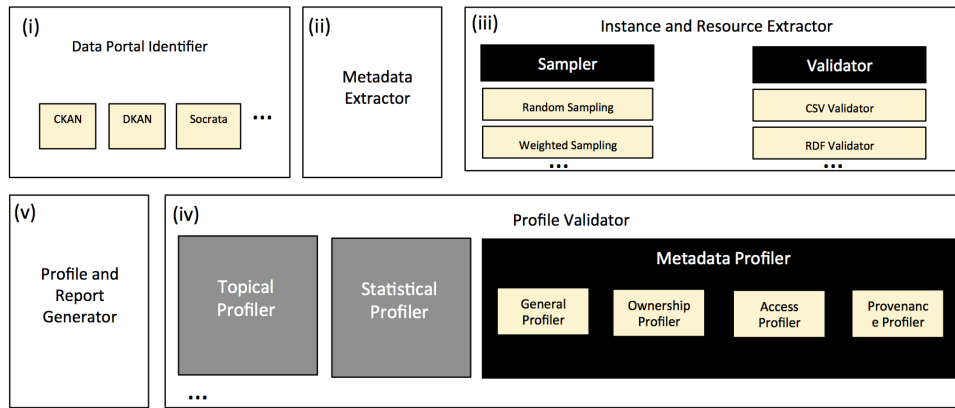 (i)
Data Portal Identifier
CKAN
DKAN
Socrata
...
(ii)
Metadata
Extractor
(iii)
Instance and Resource Extractor
Sampler
Random Sampling
Weighted Sampling
...
Validator
CSV Validator
RDF Validator
...
(v)
Profile and
Report
Generator
(iv)
Profile Validator
Topical
Profiler
...
Statistical
Profiler
Metadata Profiler
General
Profiler
Ownership
Profiler
Access
Profiler
Provenanc
e Profiler